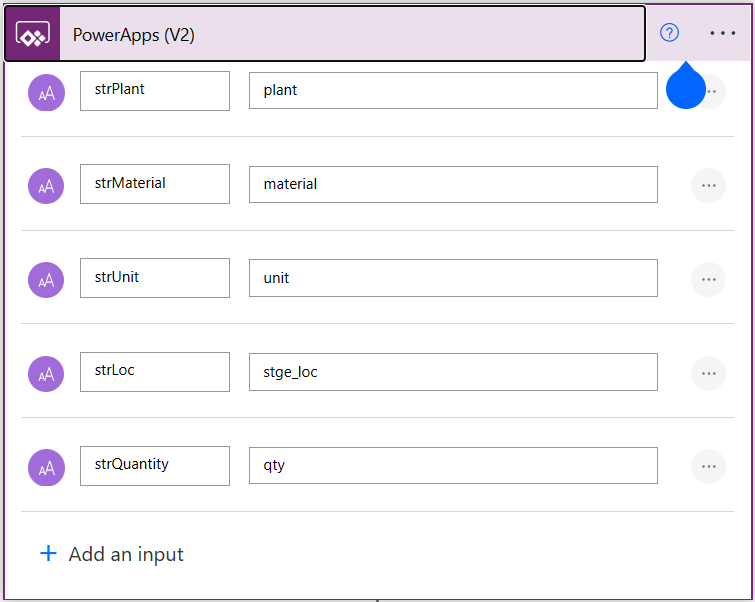 PowerApps (V2)
strPlant plant
strMaterial material
strUnit unit
strLoc stge_loc
strQuantity qty
+ Add an input